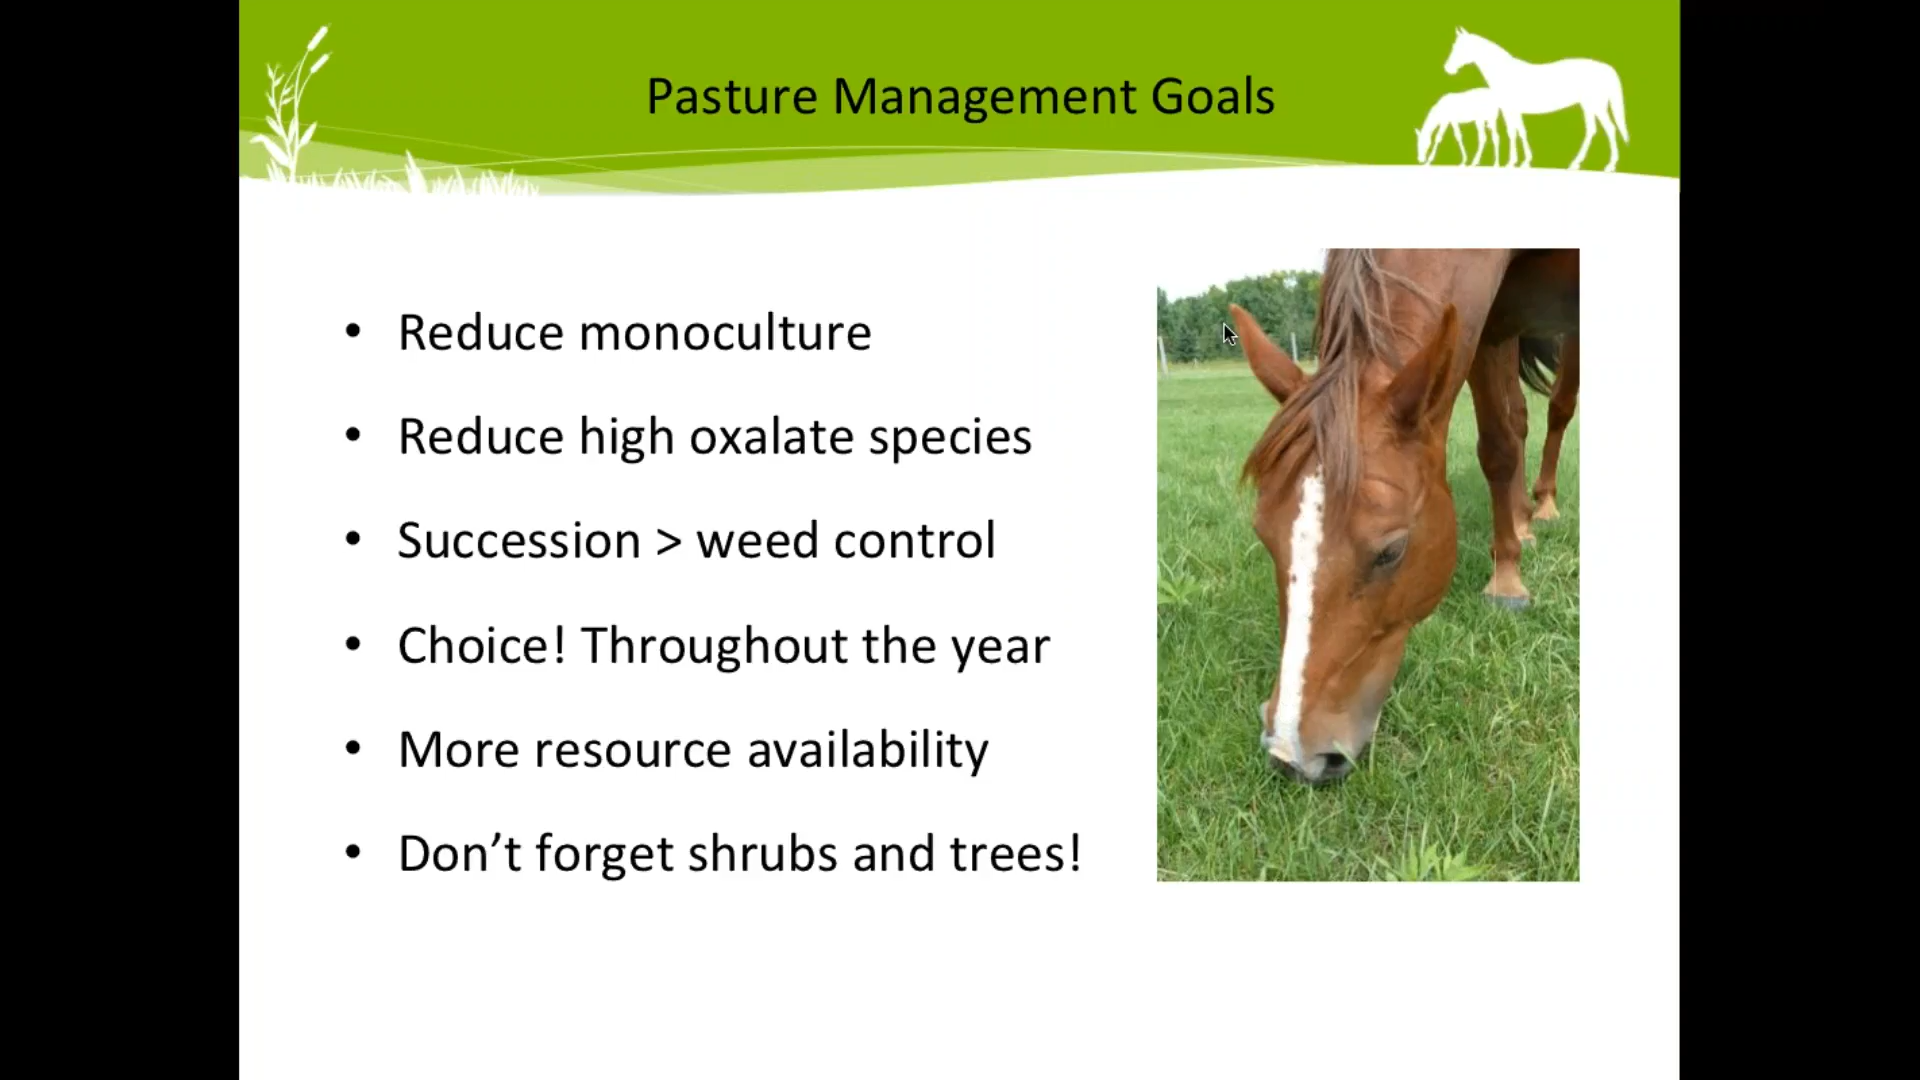 Pasture Management Goals
• Reduce monoculture
• Reduce high oxalate species
• Succession > weed control
• Choice! Throughout the year
• More resource availability
• Don’t forget shrubs and trees!